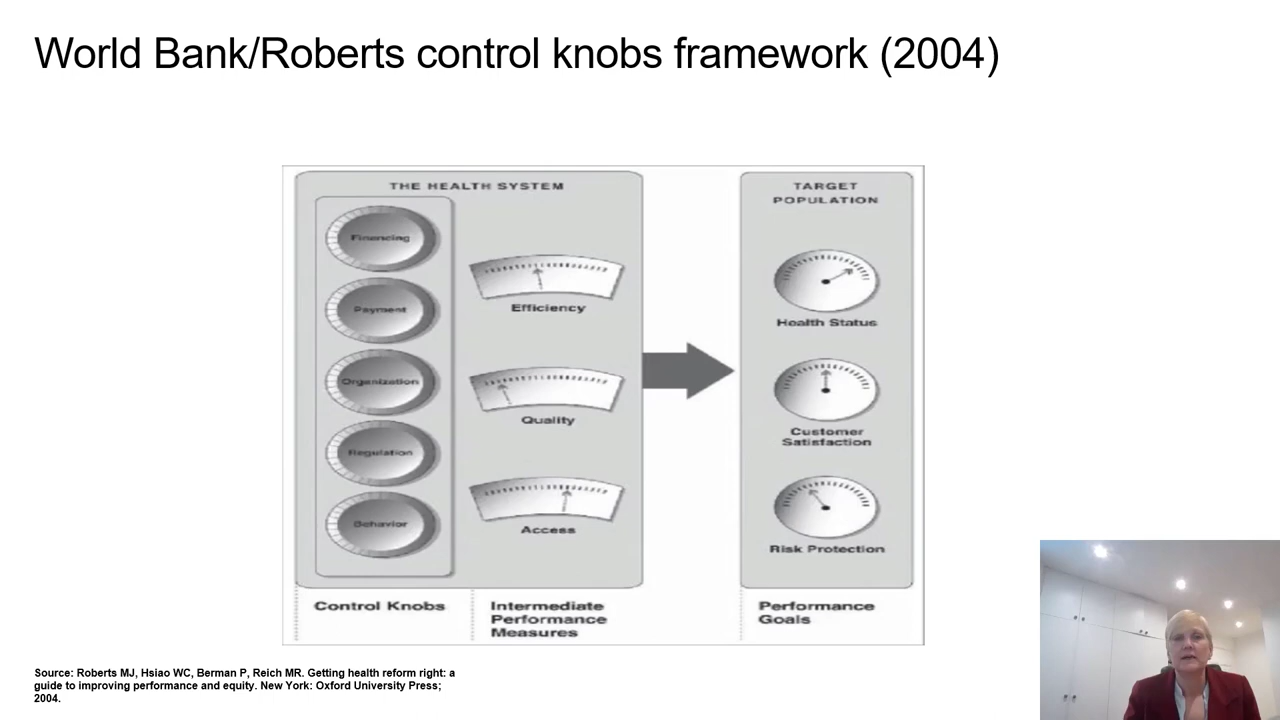 World Bank/Roberts control knobs framework (2004)
THE HEALTH SYSTEM
Financing
Payment
Organization
Regulation
Behavior
Efficiency
Quality
Access
TARGET
POPULATION
Health Status
Customer
Satisfaction
Risk Protection
Control Knobs
Intermediate
Performance
Measures
Performance
Goals
Source: Roberts MJ, Hsiao WC, Berman P, Reich MR. Getting health reform right: a
guide to improving performance and equity. New York: Oxford University Press;
2004.